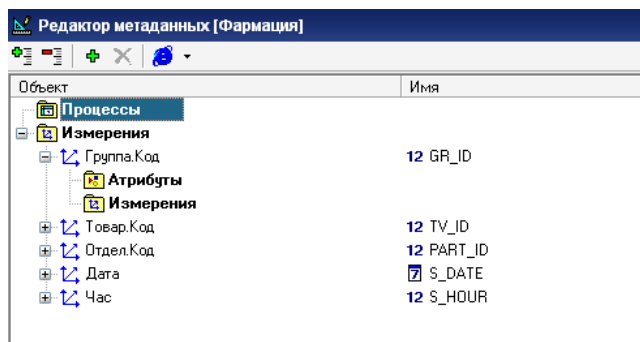 Редактор метаданных [Фармация]
Объект Имя
Процессы
Измерения
Группа.Код 12 GR_ID
Атрибуты
Измерения
Товар.Код 12 TV_ID
Отдел.Код 12 PART_ID
Дата 7 S_DATE
Час 12 S_HOUR